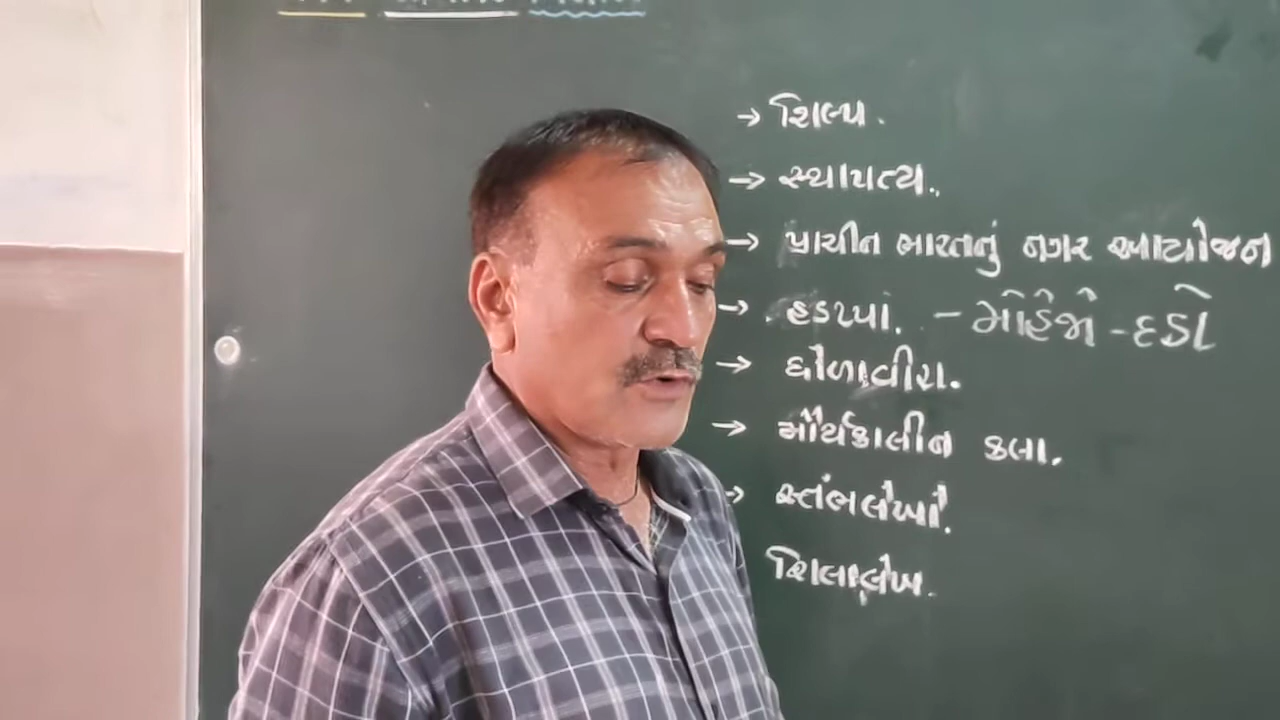 → શિલ્પ.
→ સ્થાપત્ય.
→ પ્રાચીન ભારતનું નગર આયોજન
→ હડપ્પા. - મોહેંજો - દડો
→ ધોળાવીરા.
→ મૌર્યકાલીન કલા.
→ સ્તંભલેખો.
શિલાલેખ.